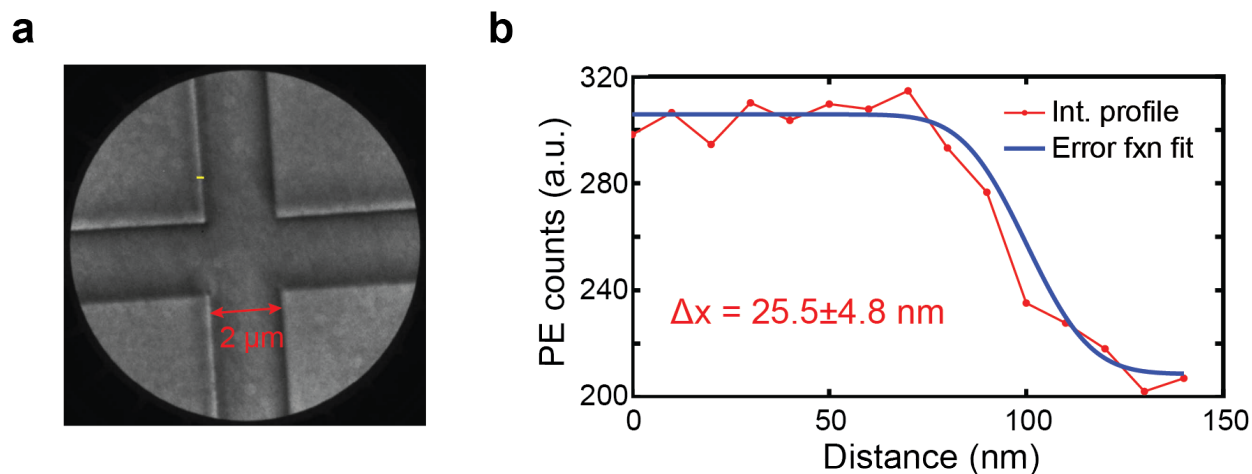 a
2 μm
b
PE counts (a.u.)
320
280
240
200
Int. profile
Error fxn fit
Δx = 25.5±4.8 nm
0
50
100
150
Distance (nm)